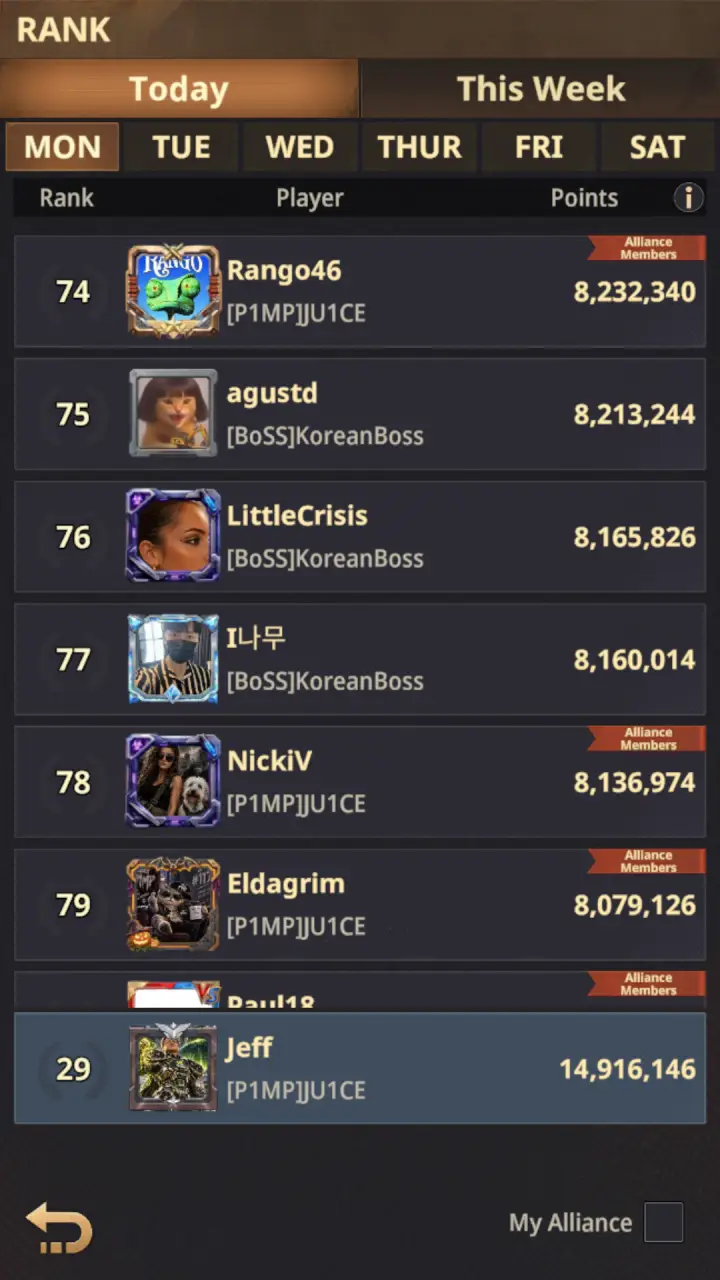 RANK
Today
This Week
MON
TUE
WED
THUR
FRI
SAT
Rank
Player
Points
74
RANGO
Rango46
[P1MP]JU1CE
Alliance
Members
8,232,340
75
agustd
[BoSS]KoreanBoss
8,213,244
76
LittleCrisis
[BoSS]KoreanBoss
8,165,826
77
I나무
[BoSS]KoreanBoss
8,160,014
78
NickiV
[P1MP]JU1CE
Alliance
Members
8,136,974
79
Eldagrim
[P1MP]JU1CE
Alliance
Members
8,079,126
Paul18
Alliance
Members
29
Jeff
[P1MP]JU1CE
14,916,146
My Alliance